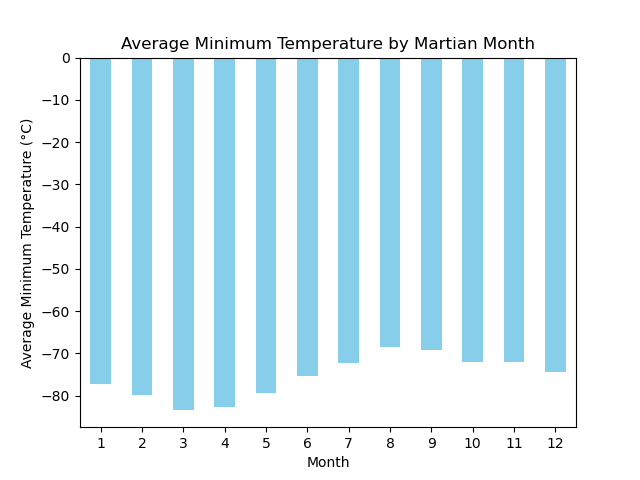 Average Minimum Temperature by Martian Month
Average Minimum Temperature (°C)
0
−10
−20
−30
−40
−50
−60
−70
−80
1 2 3 4 5 6 7 8 9 10 11 12
Month